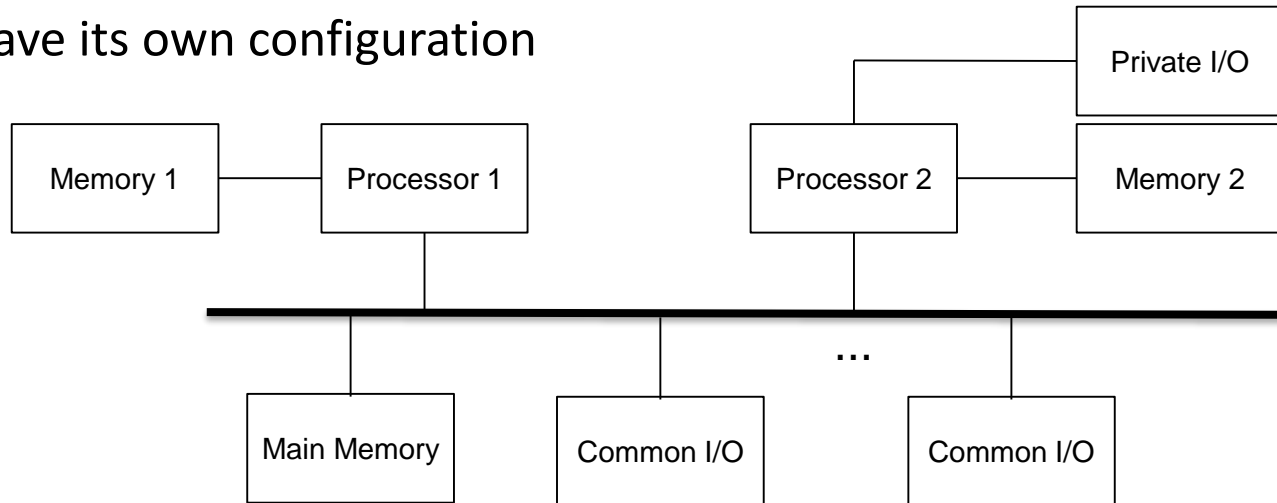 ave its own configuration
Private I/O
Memory 1
Processor 1
Processor 2
Memory 2
...
Main Memory
Common I/O
Common I/O